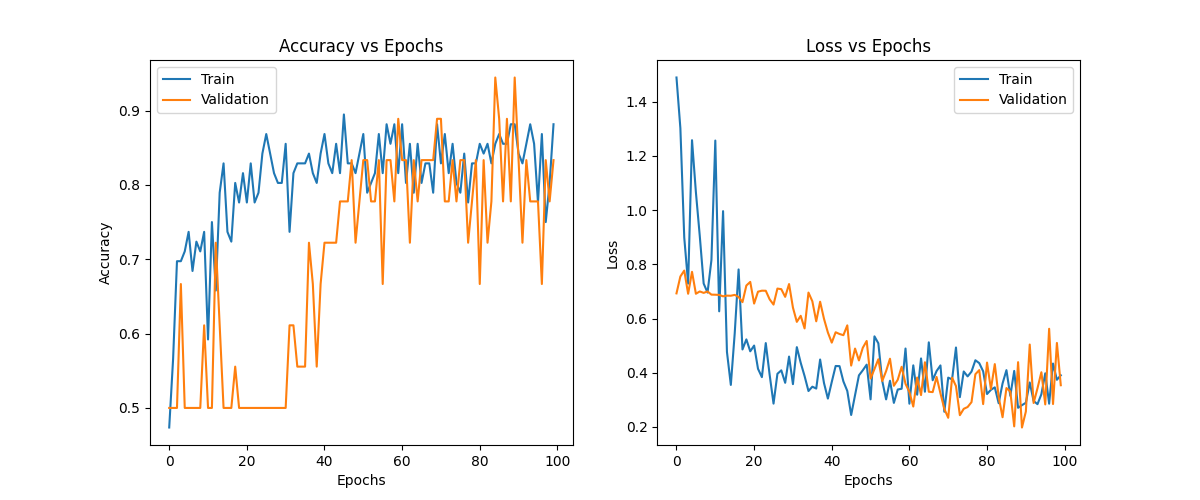 Accuracy vs Epochs
Train
Validation
0.9
0.8
0.7
0.6
0.5
Accuracy
0
20
40
60
80
100
Epochs
Loss vs Epochs
Train
Validation
1.4
1.2
1.0
0.8
0.6
0.4
0.2
Loss
0
20
40
60
80
100
Epochs